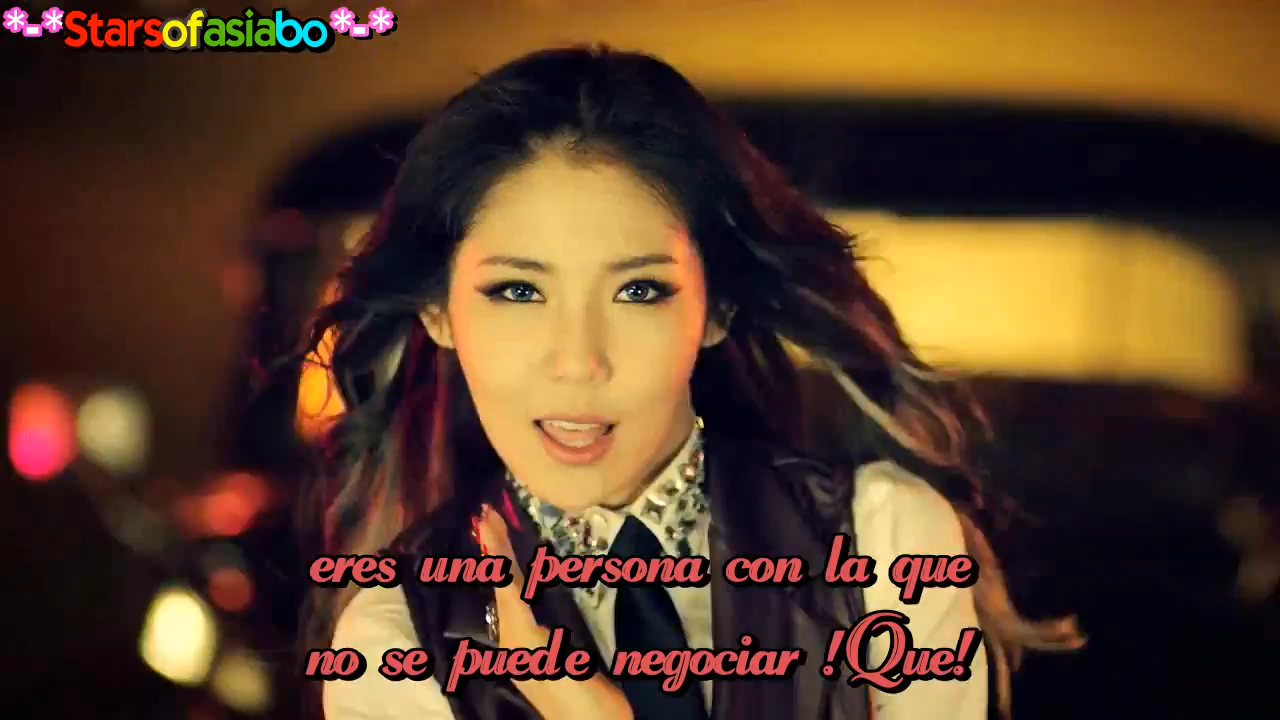 *-*Starsofasiabo*-*
eres una persona con la que
no se puede negociar !Que!